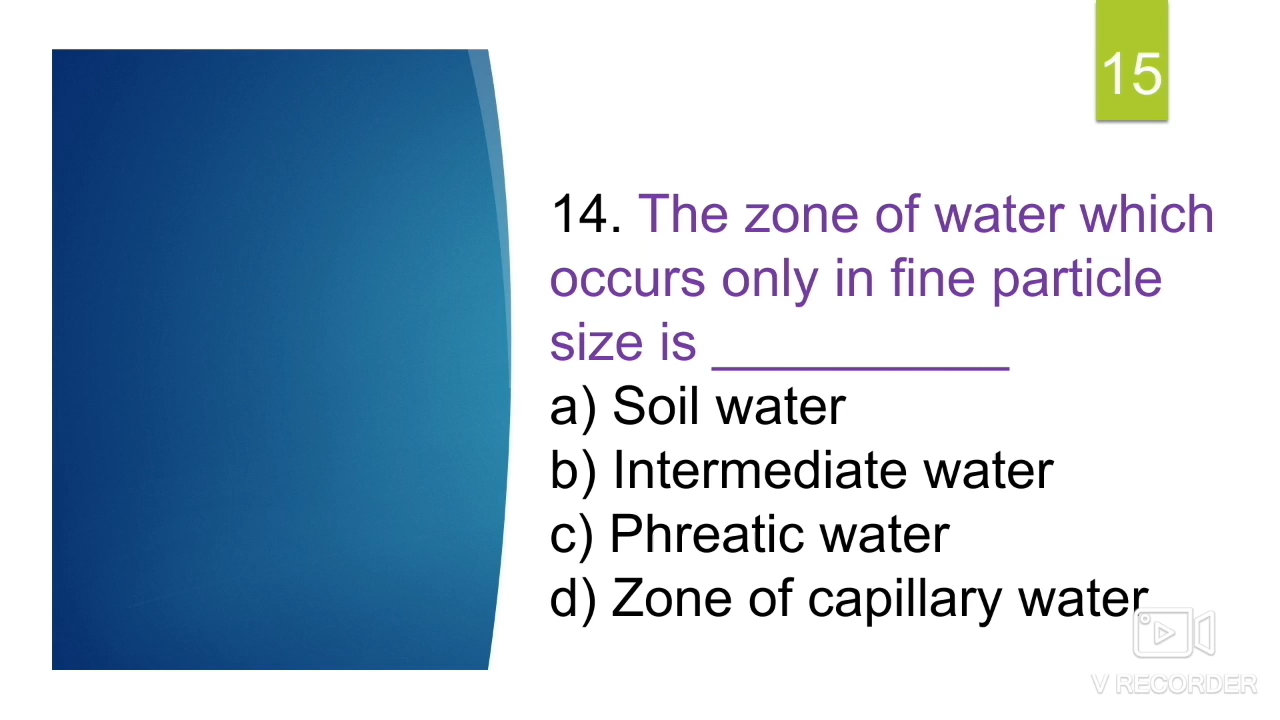 15
14. The zone of water which
occurs only in fine particle
size is ___________
a) Soil water
b) Intermediate water
c) Phreatic water
d) Zone of capillary water
V RECORDER